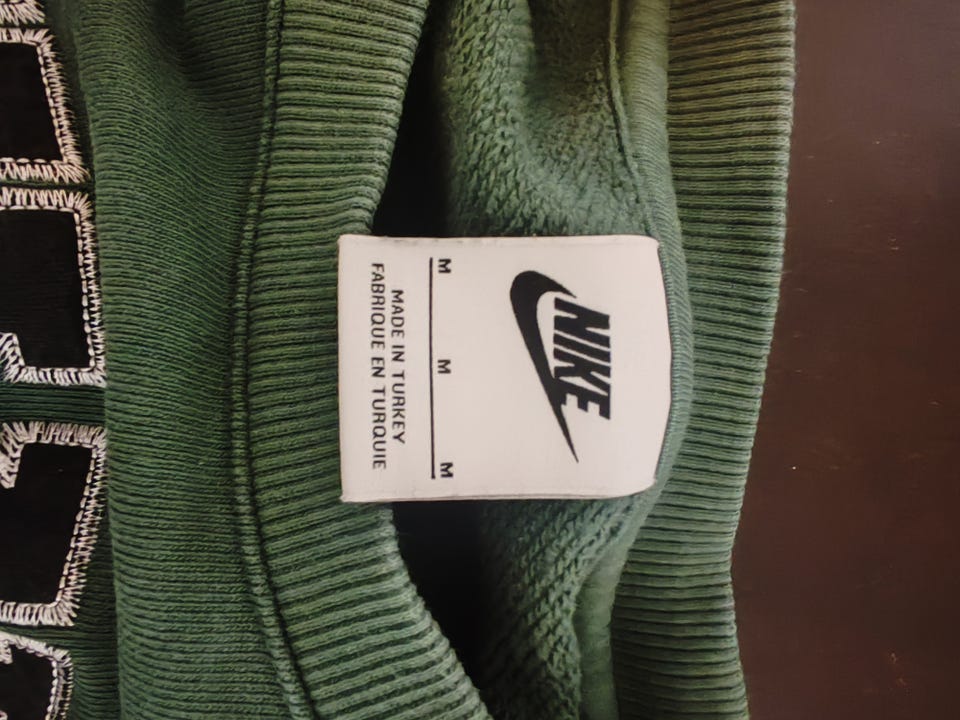 NIKE
M M M
MADE IN TURKEY
FABRIQUE EN TURQUIE